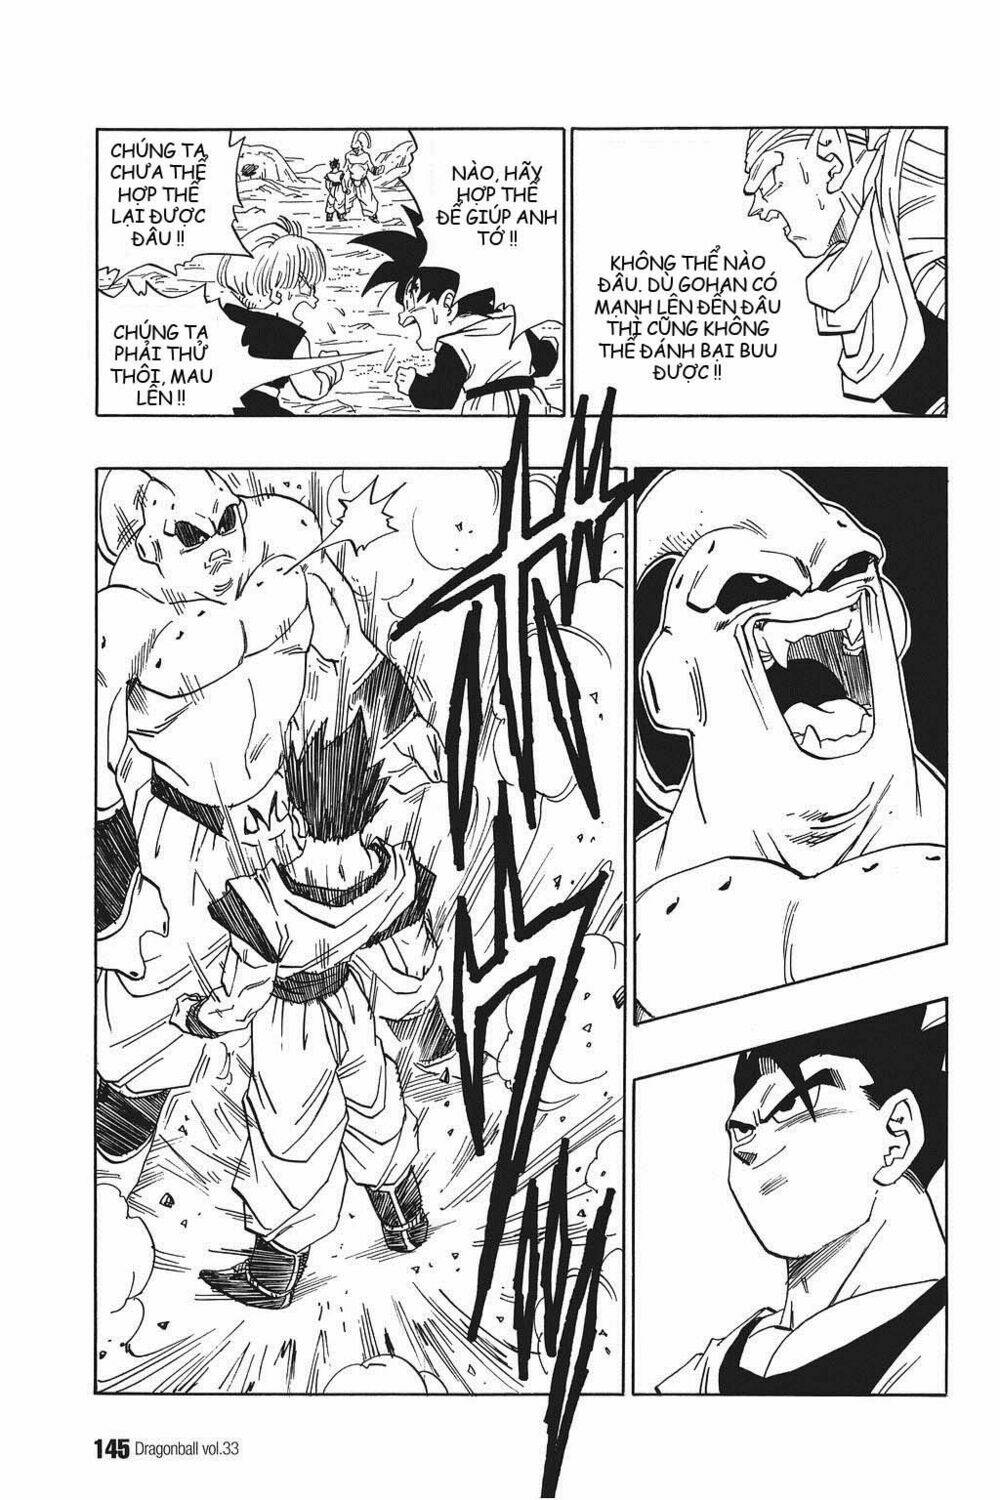 KHÔNG THỂ NÀO
ĐÂU. DÙ GOHAN CÓ
MẠNH LÊN ĐẾN ĐÂU
THÌ CŨNG KHÔNG
THỂ ĐÁNH BẠI BUU
ĐƯỢC !!
NÀO, HÃY
HỢP THỂ
ĐỂ GIÚP ANH
TỚ !!
CHÚNG TA
CHƯA THỂ
HỢP THỂ
LẠI ĐƯỢC
ĐÂU !!
CHÚNG TA
PHẢI THỬ
THÔI, MAU
LÊN !!
145 Dragonball vol.33